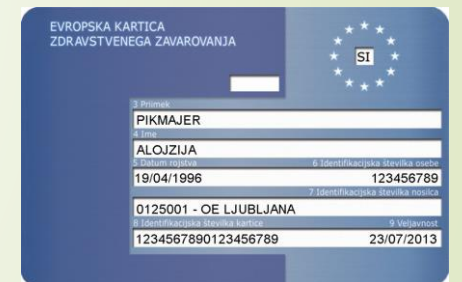 EVROPSKA KARTICA
ZDRAVSTVENEGA ZAVAROVANJA
SI
3 Priimek
PIKMAJER
4 Ime
ALOJZIJA
5 Datum rojstva 6 Identifikacijska številka osebe
19/04/1996 123456789
7 Identifikacijska številka nosilca
0125001 - OE LJUBLJANA
8 Identifikacijska številka kartice 9 Veljavnost
1234567890123456789 23/07/2013